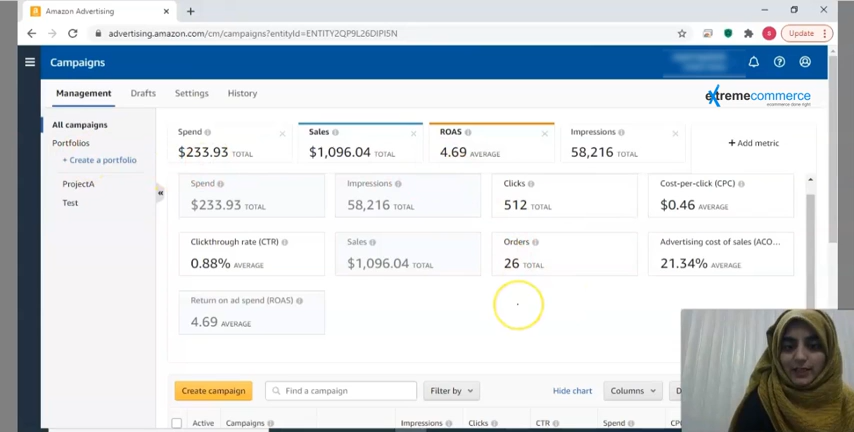 Amazon Advertising
advertising.amazon.com/cm/campaigns?entityId=ENTITY2QP9L26DIPI5N
Update
Campaigns
Management Drafts Settings History
extremecommerce
ecommerce done right
All campaigns
Portfolios
+ Create a portfolio
ProjectA
Test
Spend Sales ROAS Impressions
$233.93 TOTAL $1,096.04 TOTAL 4.69 AVERAGE 58,216 TOTAL
+ Add metric
Spend Impressions Clicks Cost-per-click (CPC)
$233.93 TOTAL 58,216 TOTAL 512 TOTAL $0.46 AVERAGE
Clickthrough rate (CTR) Sales Orders Advertising cost of sales (ACO...
0.88% AVERAGE $1,096.04 TOTAL 26 TOTAL 21.34% AVERAGE
Return on ad spend (ROAS)
4.69 AVERAGE
Create campaign Find a campaign Filter by Hide chart Columns D
Active Campaigns Impressions Clicks CTR Spend CP